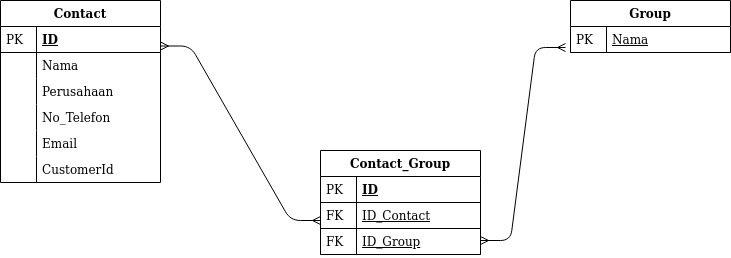 Contact
PK ID
Nama
Perusahaan
No_Telefon
Email
CustomerId
Group
PK Nama
Contact_Group
PK ID
FK ID_Contact
FK ID_Group